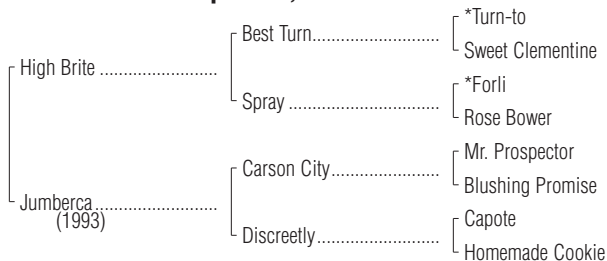 *Turn-to
Best Turn
Sweet Clementine
High Brite
*Forli
Spray
Rose Bower
Mr. Prospector
Carson City
Blushing Promise
Jumberca
(1993)
Capote
Discreetly
Homemade Cookie